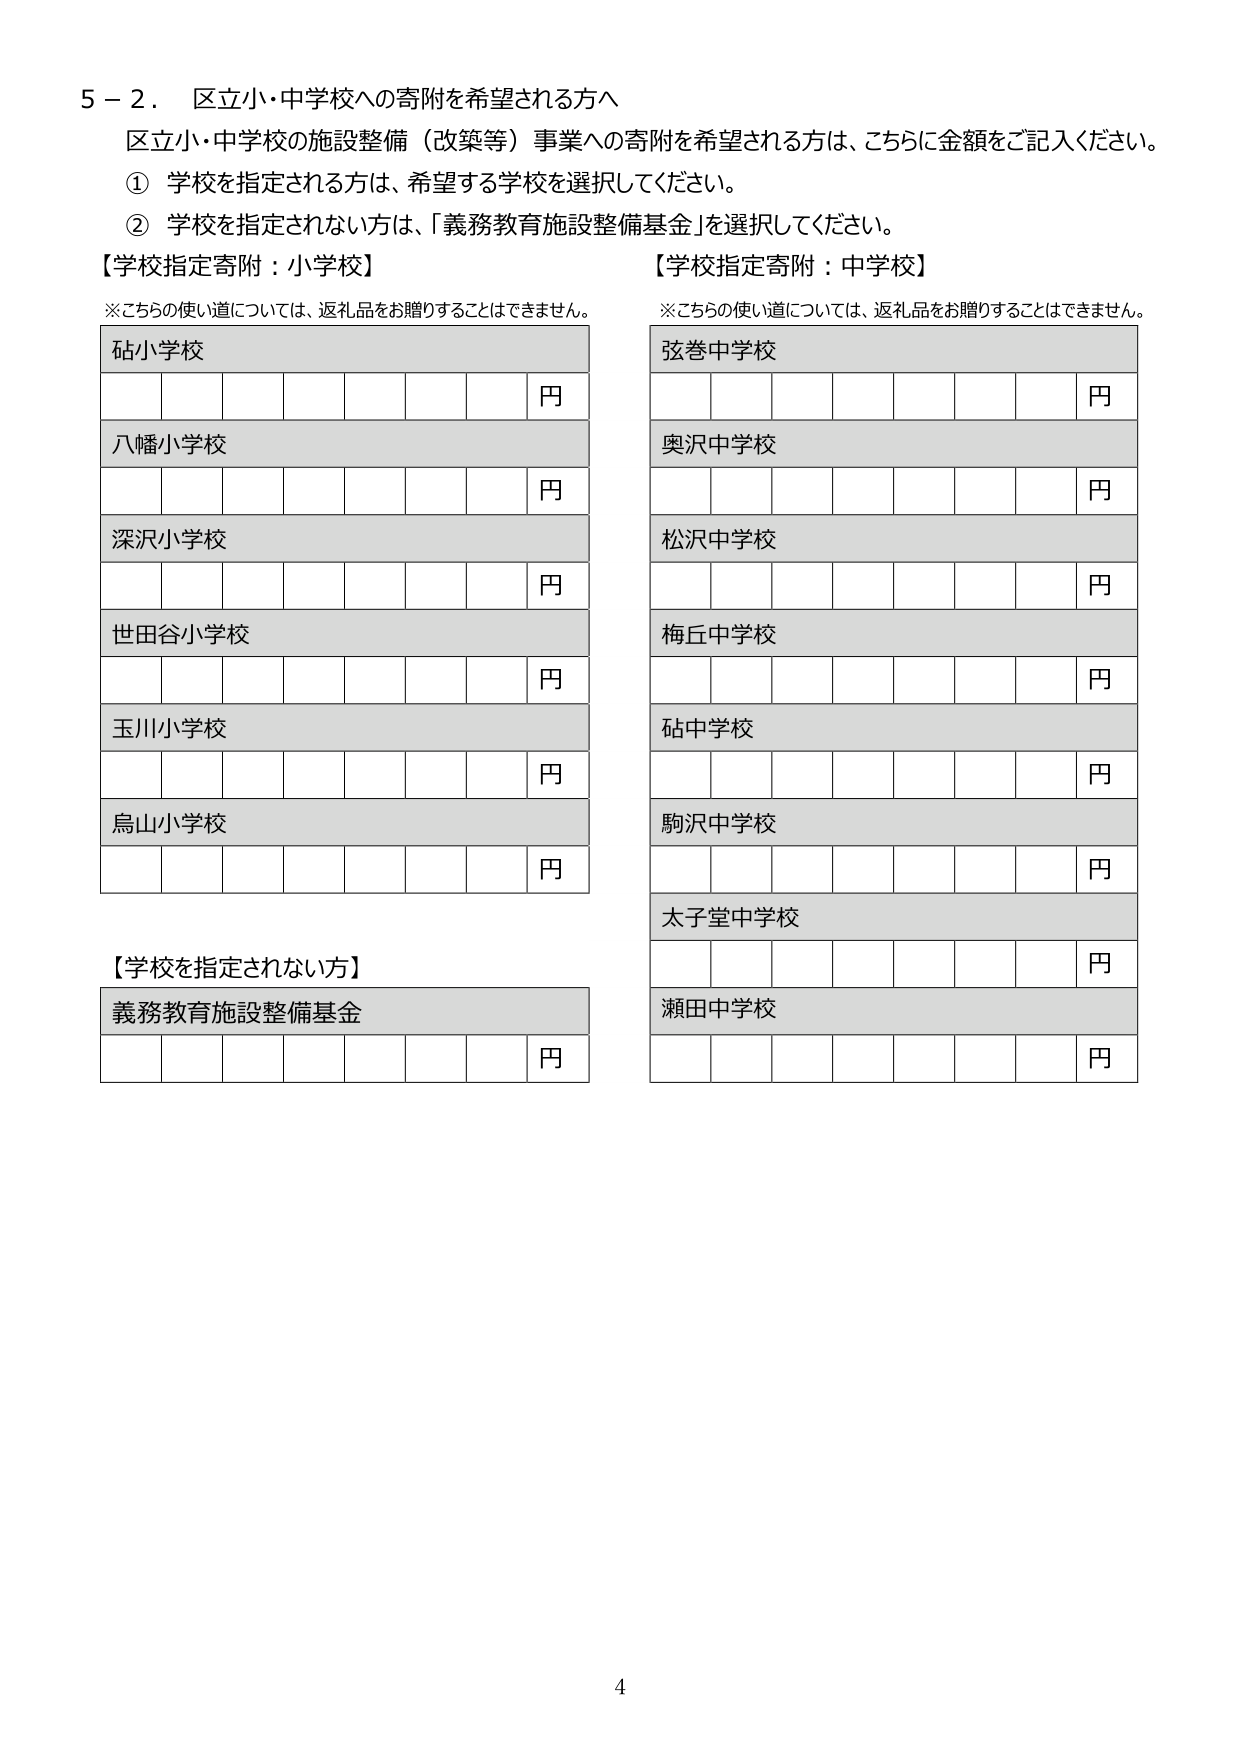 ５－２．　区立小・中学校への寄附を希望される方へ
区立小・中学校の施設整備（改築等）事業への寄附を希望される方は、こちらに金額をご記入ください。
① 学校を指定される方は、希望する学校を選択してください。
② 学校を指定されない方は、「義務教育施設整備基金」を選択してください。
【学校指定寄附：小学校】
※こちらの使い道については、返礼品をお贈りすることはできません。
砧小学校
円
八幡小学校
円
深沢小学校
円
世田谷小学校
円
玉川小学校
円
烏山小学校
円
【学校を指定されない方】
義務教育施設整備基金
円
【学校指定寄附：中学校】
※こちらの使い道については、返礼品をお贈りすることはできません。
弦巻中学校
円
奥沢中学校
円
松沢中学校
円
梅丘中学校
円
砧中学校
円
駒沢中学校
円
太子堂中学校
円
瀬田中学校
円
4